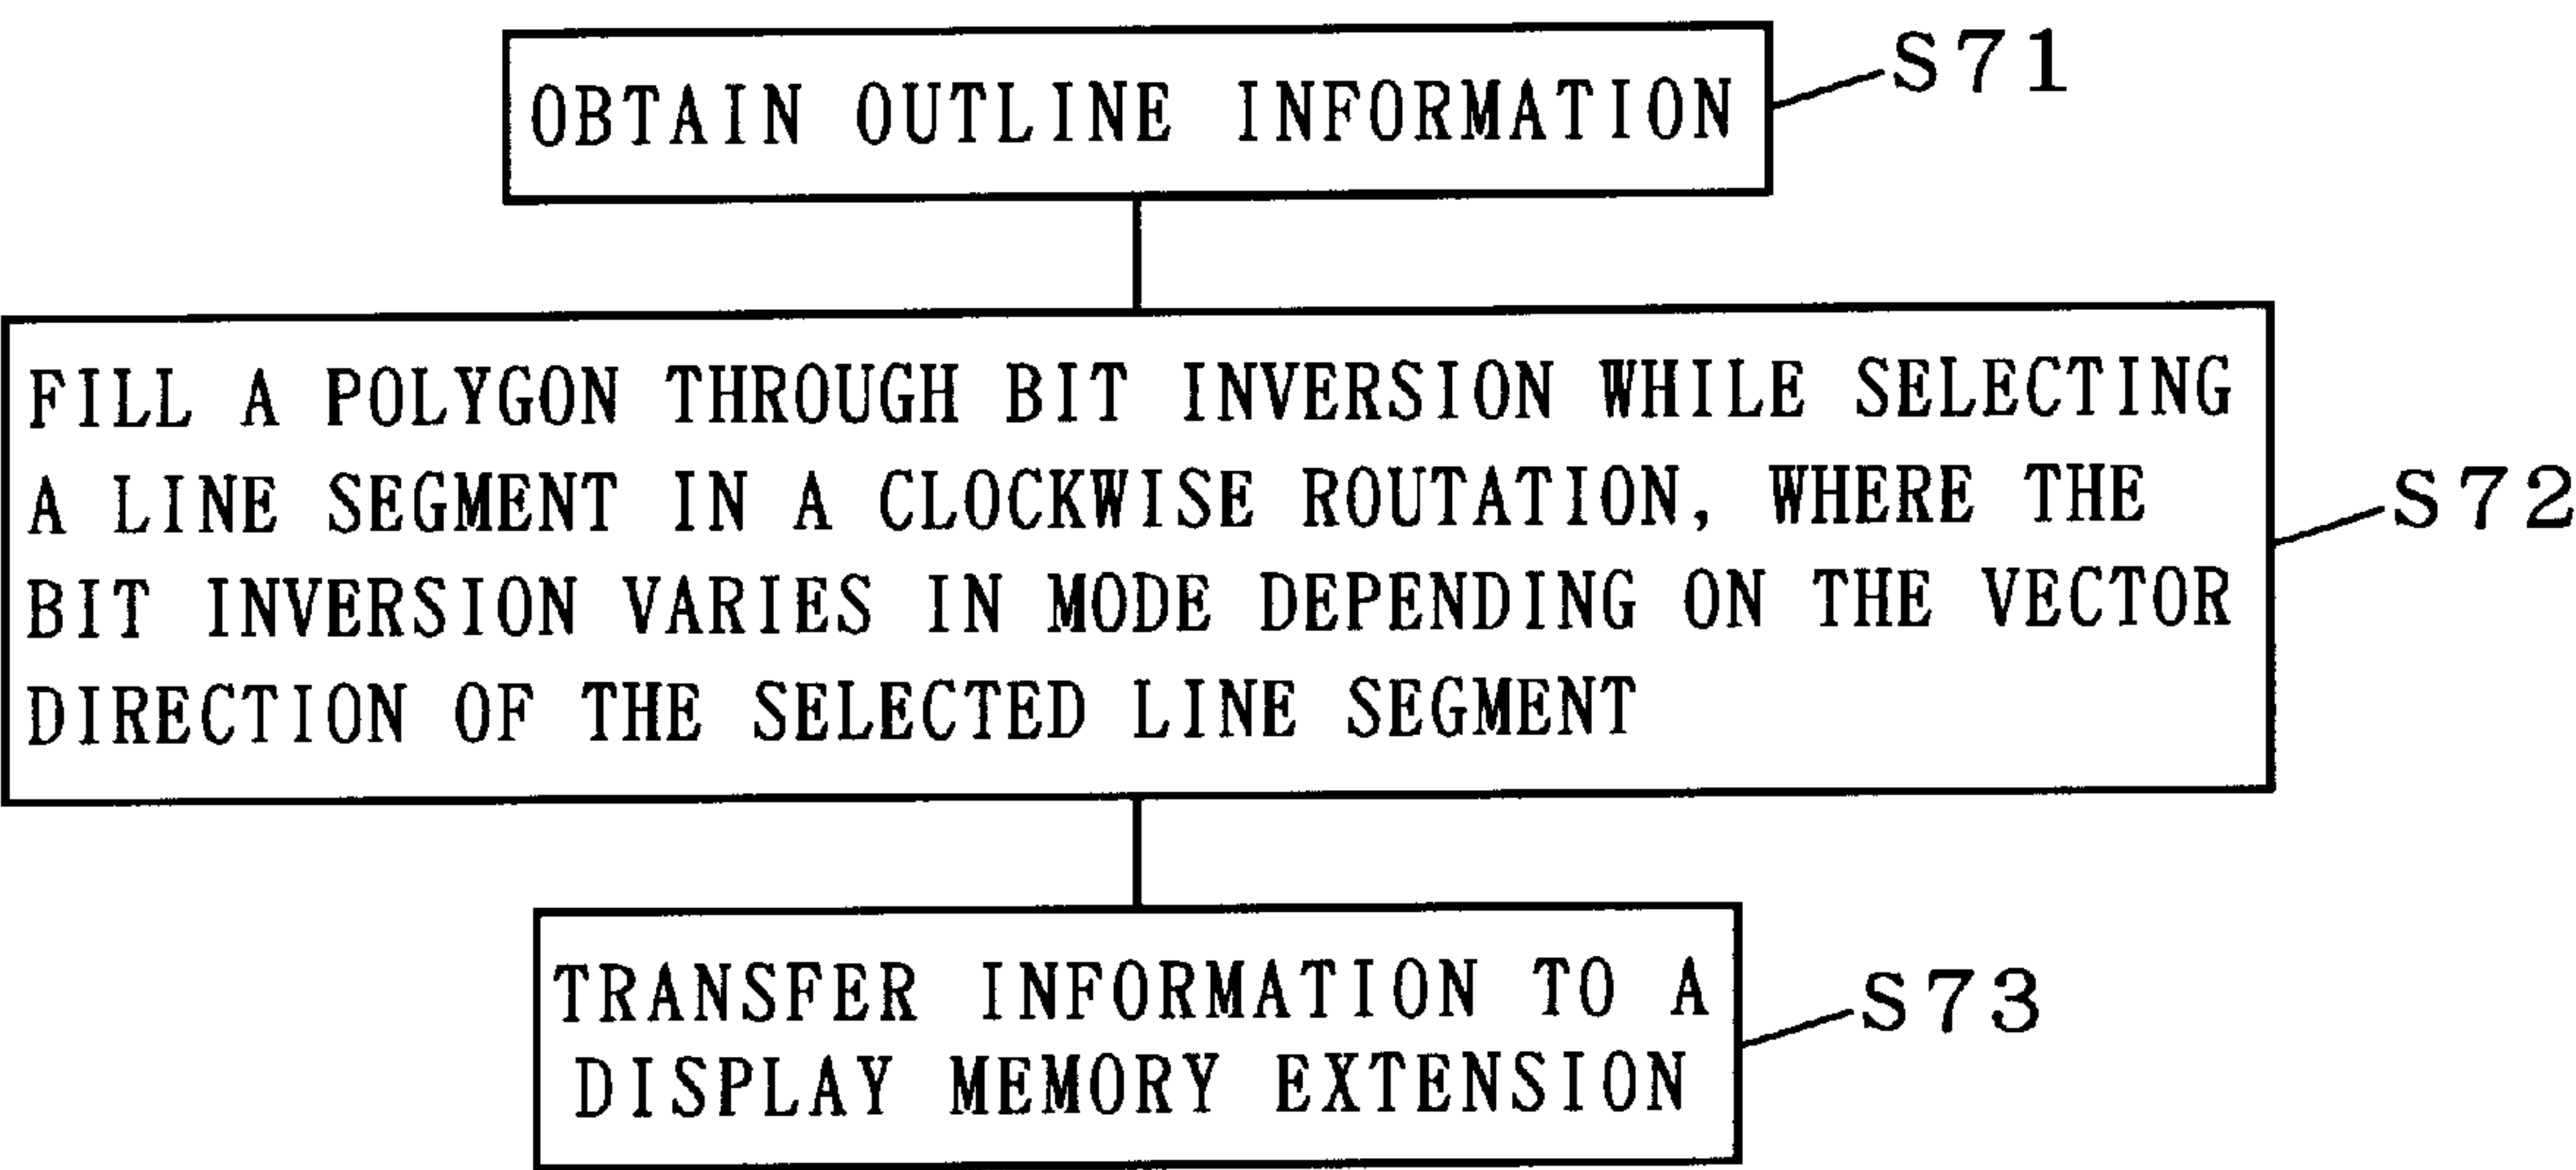 OBTAIN OUTLINE INFORMATION
S71
FILL A POLYGON THROUGH BIT INVERSION WHILE SELECTING
A LINE SEGMENT IN A CLOCKWISE ROUTATION, WHERE THE
BIT INVERSION VARIES IN MODE DEPENDING ON THE VECTOR
DIRECTION OF THE SELECTED LINE SEGMENT
S72
TRANSFER INFORMATION TO A
DISPLAY MEMORY EXTENSION
S73